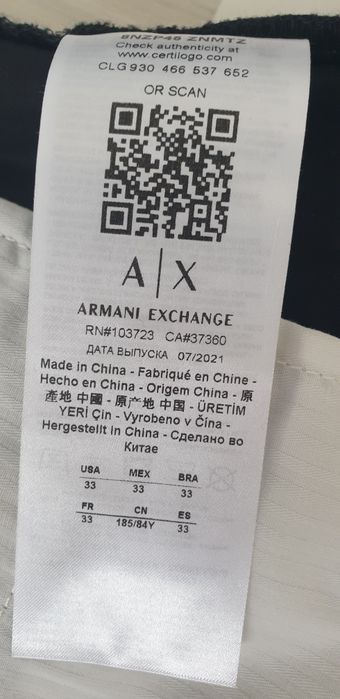 8NZP46 ZNMTZ
Check authenticity at
www.certilogo.com
CLG 930 466 537 652
OR SCAN
A|X
ARMANI EXCHANGE
RN#103723 CA#37360
ДАТА ВЫПУСКА 07/2021
Made in China - Fabriqué en Chine -
Hecho en China - Origem China - 原
產地 中國 - 原产地 中国 - ÜRETİM
YERİ Çin - Vyrobeno v Čína -
Hergestellt in China - Сделано во
Китае
USA MEX BRA
33 33 33
FR CN ES
33 185/84Y 33